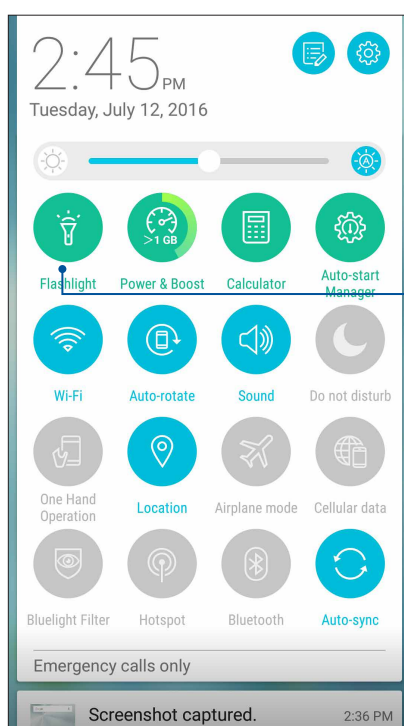 2:45 PM
Tuesday, July 12, 2016
A
>1 GB
Flashlight Power & Boost Calculator Auto-start Manager
Wi-Fi Auto-rotate Sound Do not disturb
One Hand Operation Location Airplane mode Cellular data
Bluelight Filter Hotspot Bluetooth Auto-sync
Emergency calls only
Screenshot captured. 2:36 PM